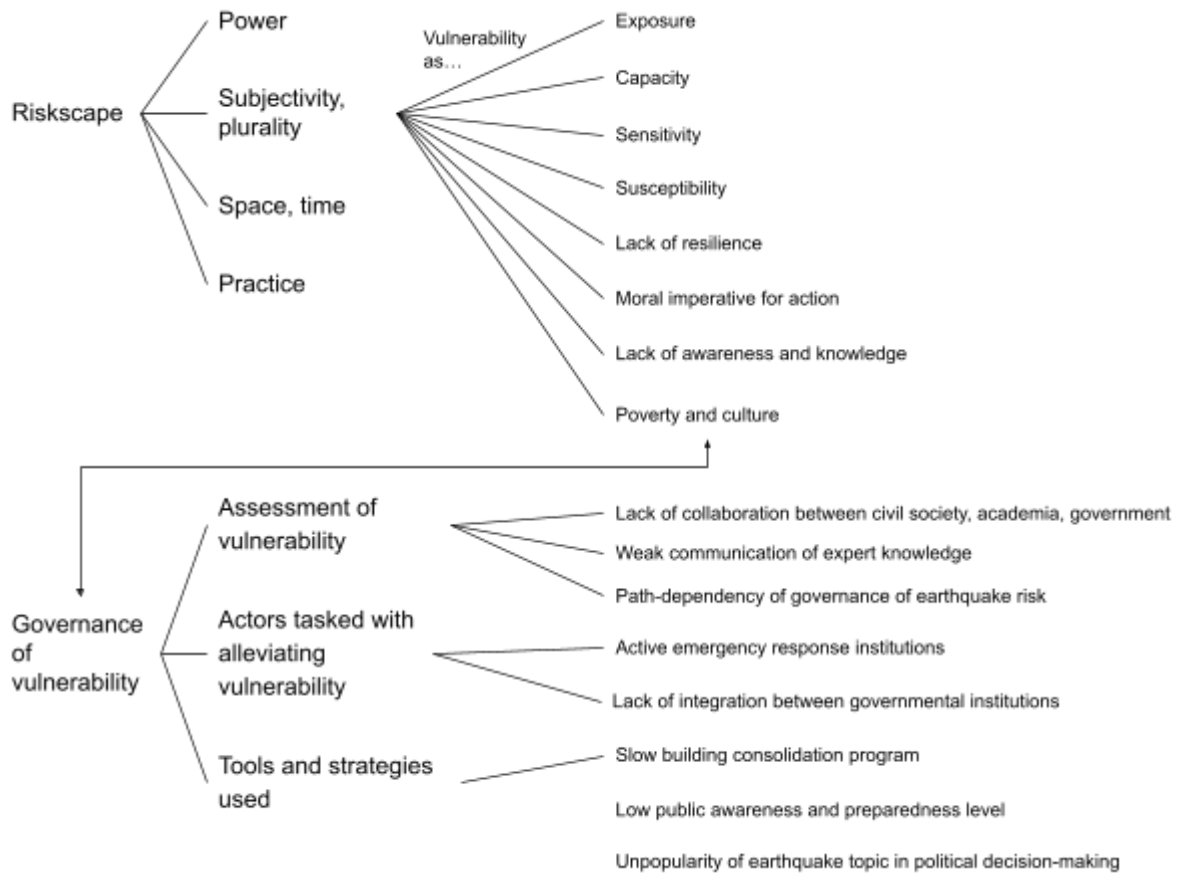 Power
Exposure
Vulnerability
as…
Capacity
Riskscape
Subjectivity,
plurality
Sensitivity
Susceptibility
Space, time
Lack of resilience
Practice
Moral imperative for action
Lack of awareness and knowledge
Poverty and culture
Assessment of
vulnerability
Lack of collaboration between civil society, academia, government
Weak communication of expert knowledge
Path-dependency of governance of earthquake risk
Governance
of
vulnerability
Actors tasked with
alleviating
vulnerability
Active emergency response institutions
Lack of integration between governmental institutions
Tools and strategies
used
Slow building consolidation program
Low public awareness and preparedness level
Unpopularity of earthquake topic in political decision-making